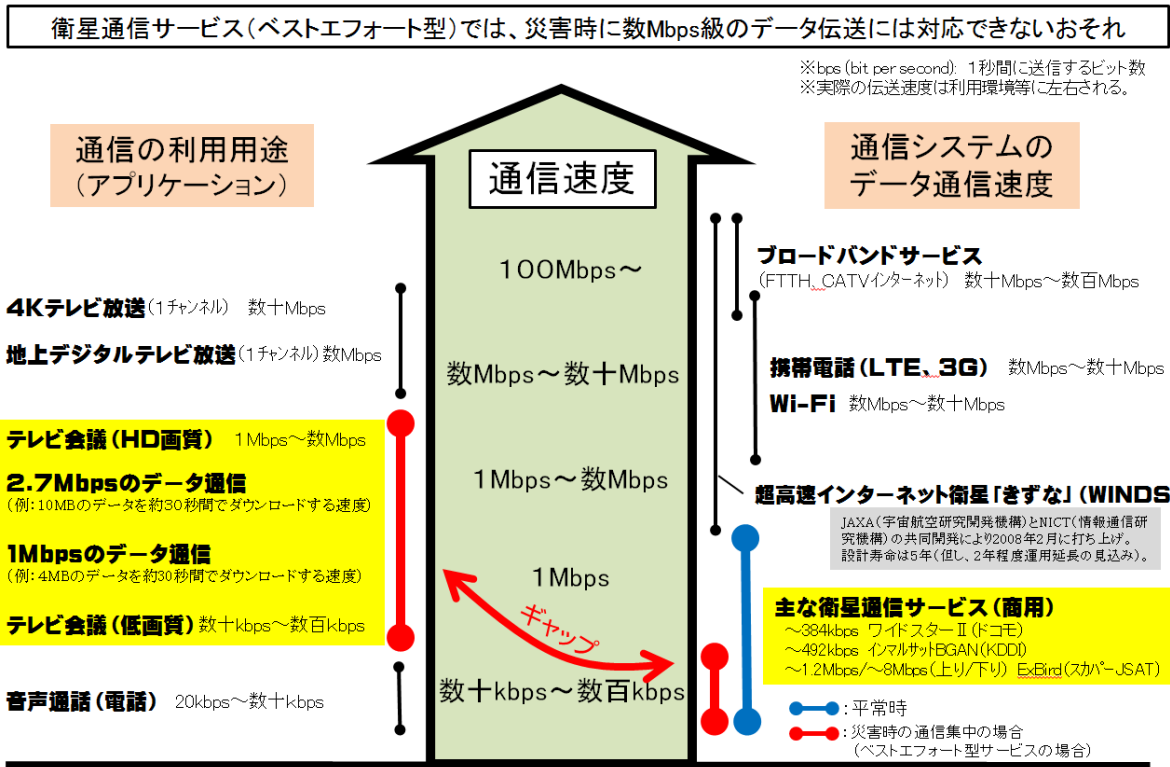 衛星通信サービス(ベストエフォート型)では、災害時に数Mbps級のデータ伝送には対応できないおそれ
※bps(bit per second): 1秒間に送信するビット数
※実際の伝送速度は利用環境等に左右される。
通信の利用用途
(アプリケーション)
通信速度
通信システムの
データ通信速度
100Mbps～
数Mbps～数十Mbps
1Mbps～数Mbps
1Mbps
数十kbps～数百kbps
ギャップ
4Kテレビ放送(1チャンネル) 数十Mbps
地上デジタルテレビ放送(1チャンネル)数Mbps
テレビ会議(HD画質) 1Mbps～数Mbps
2.7Mbpsのデータ通信
(例:10MBのデータを約30秒間でダウンロードする速度)
1Mbpsのデータ通信
(例:4MBのデータを約30秒間でダウンロードする速度)
テレビ会議(低画質)数十kbps～数百kbps
音声通話(電話) 20kbps～数十kbps
ブロードバンドサービス
(FTTH、CATVインターネット) 数十Mbps～数百Mbps
携帯電話(LTE、3G) 数Mbps～数十Mbps
Wi-Fi 数Mbps～数十Mbps
超高速インターネット衛星「きずな」(WINDS
JAXA(宇宙航空研究開発機構)とNICT(情報通信研
究機構)の共同開発により2008年2月に打ち上げ。
設計寿命は5年(但し、2年程度運用延長の見込み)。
主な衛星通信サービス(商用)
～384kbps ワイドスターⅡ(ドコモ)
～492kbps インマルサットBGAN(KDDI)
～1.2Mbps/～8Mbps(上り/下り) ExBird(スカパーJSAT)
:平常時
:災害時の通信集中の場合
(ベストエフォート型サービスの場合)